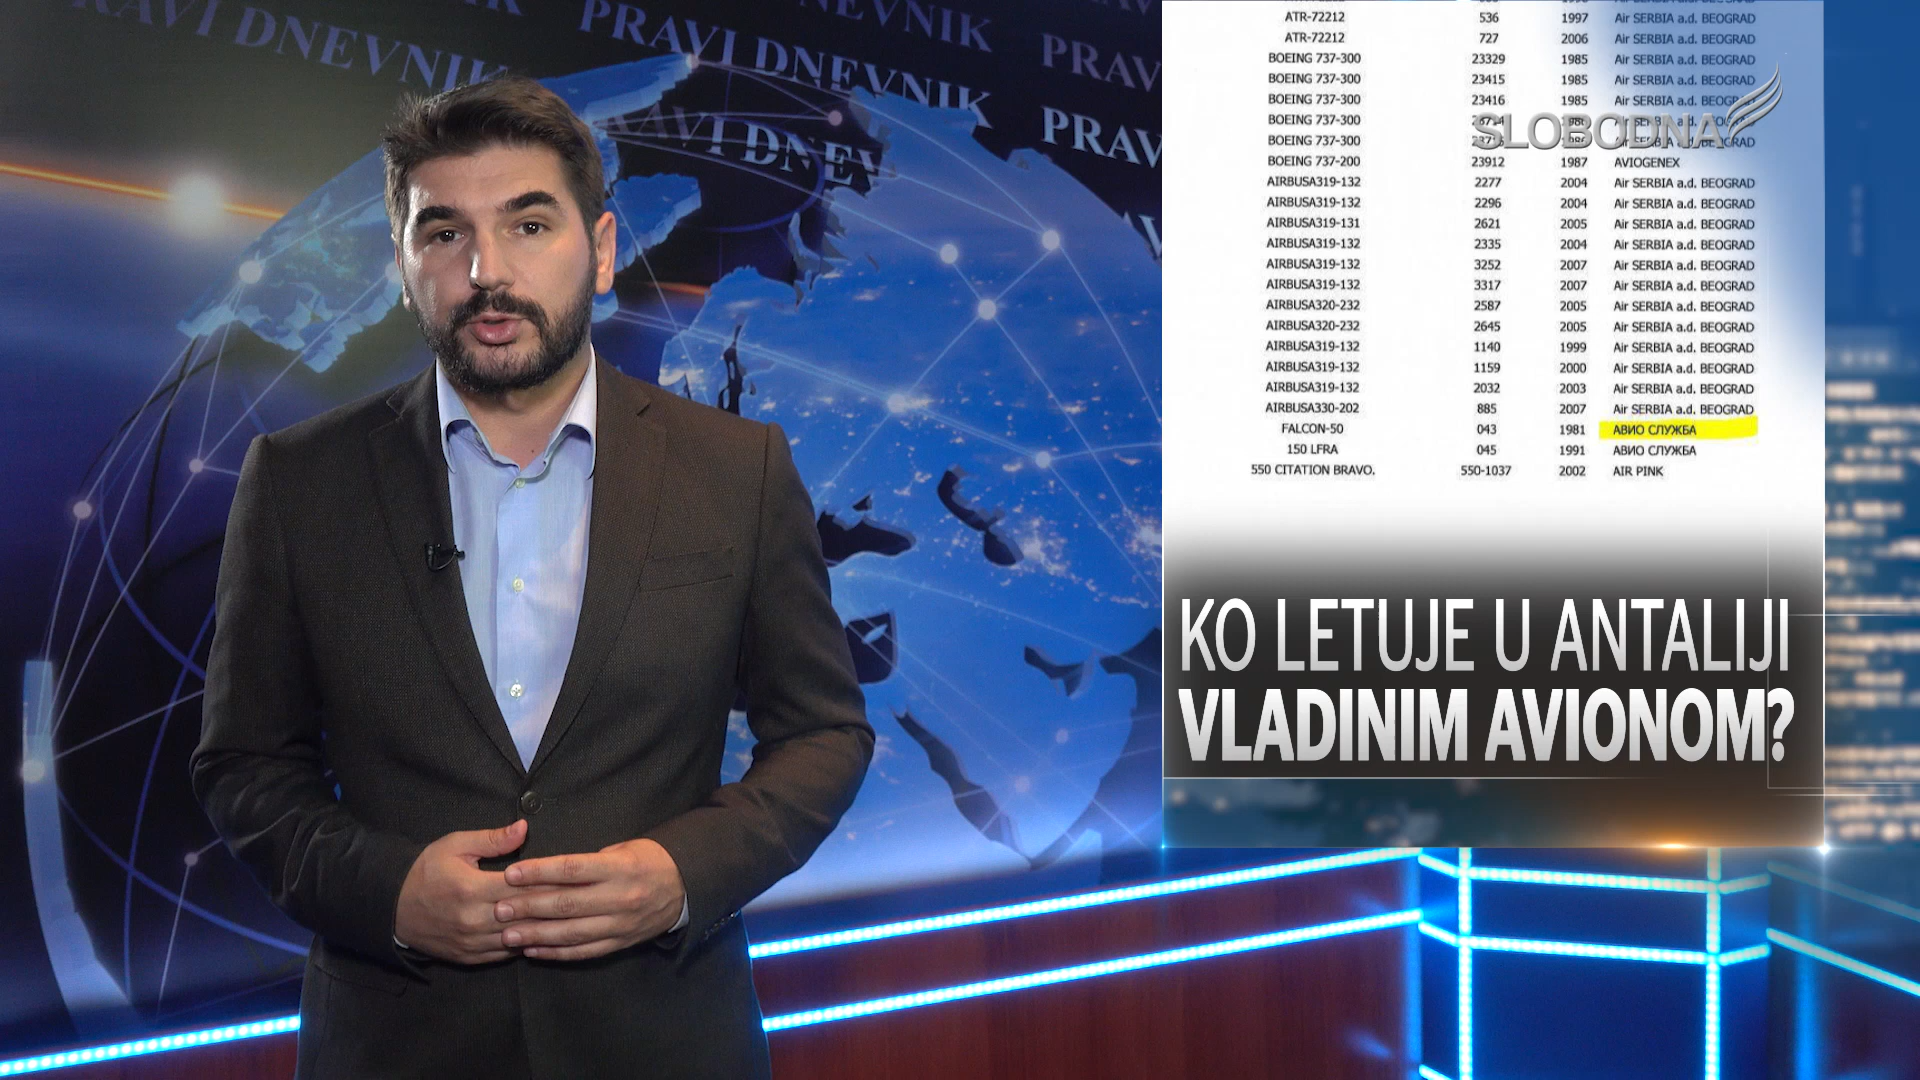 PRAVI DNEVNIK
PRAVI DNEVNIK
PRAVI DNEVNIK
ATR-72212 536 1997 Air SERBIA a.d. BEOGRAD
ATR-72212 727 2006 Air SERBIA a.d. BEOGRAD
BOEING 737-300 23329 1985 Air SERBIA a.d. BEOGRAD
BOEING 737-300 23415 1985 Air SERBIA a.d. BEOGRAD
BOEING 737-300 23416 1985 Air SERBIA a.d. BEOGRAD
BOEING 737-300
SLOBODNA
BOEING 737-300
BOEING 737-200 23912 1987 AVIOGENEX
AIRBUSA319-132 2277 2004 Air SERBIA a.d. BEOGRAD
AIRBUSA319-132 2296 2004 Air SERBIA a.d. BEOGRAD
AIRBUSA319-131 2621 2005 Air SERBIA a.d. BEOGRAD
AIRBUSA319-132 2335 2004 Air SERBIA a.d. BEOGRAD
AIRBUSA319-132 3252 2007 Air SERBIA a.d. BEOGRAD
AIRBUSA319-132 3317 2007 Air SERBIA a.d. BEOGRAD
AIRBUSA320-232 2587 2005 Air SERBIA a.d. BEOGRAD
AIRBUSA320-232 2645 2005 Air SERBIA a.d. BEOGRAD
AIRBUSA319-132 1140 1999 Air SERBIA a.d. BEOGRAD
AIRBUSA319-132 1159 2000 Air SERBIA a.d. BEOGRAD
AIRBUSA319-132 2032 2003 Air SERBIA a.d. BEOGRAD
AIRBUSA330-202 885 2007 Air SERBIA a.d. BEOGRAD
FALCON-50 043 1981 АВИО СЛУЖБА
150 LFRA 045 1991 АВИО СЛУЖБА
550 CITATION BRAVO. 550-1037 2002 AIR PINK
KO LETUJE U ANTALIJI
VLADINIM AVIONOM?